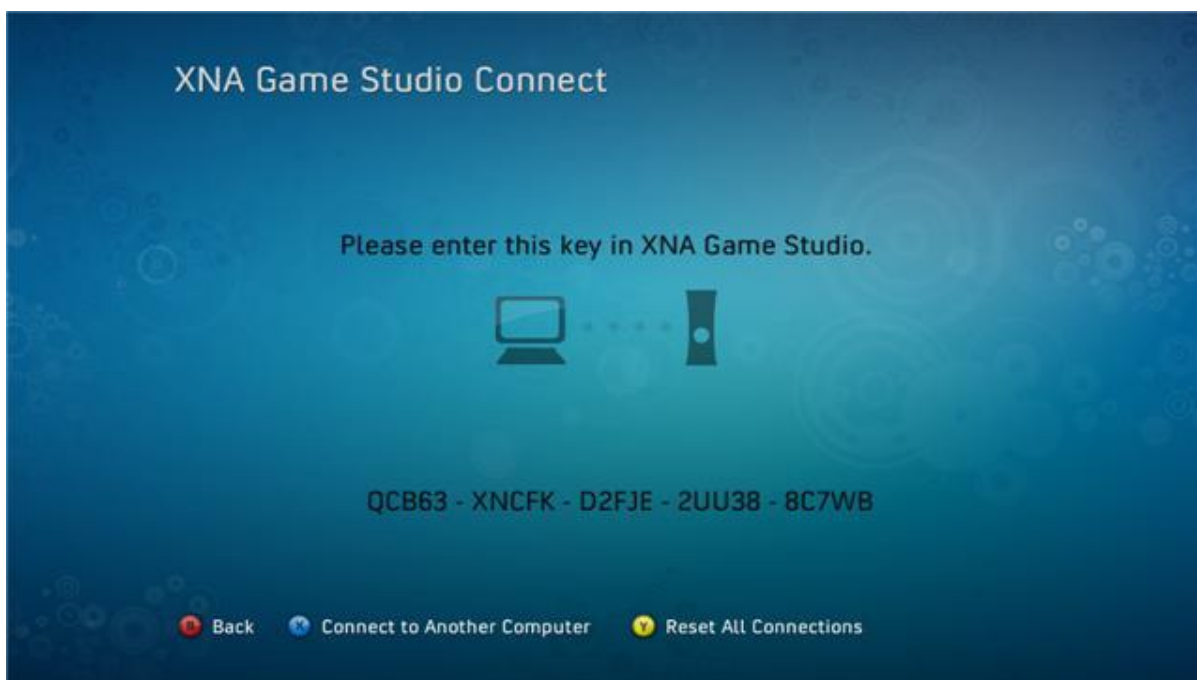 XNA Game Studio Connect
Please enter this key in XNA Game Studio.
QCB63 - XNCFK - D2FJE - 2UU38 - 8C7WB
B Back X Connect to Another Computer Y Reset All Connections